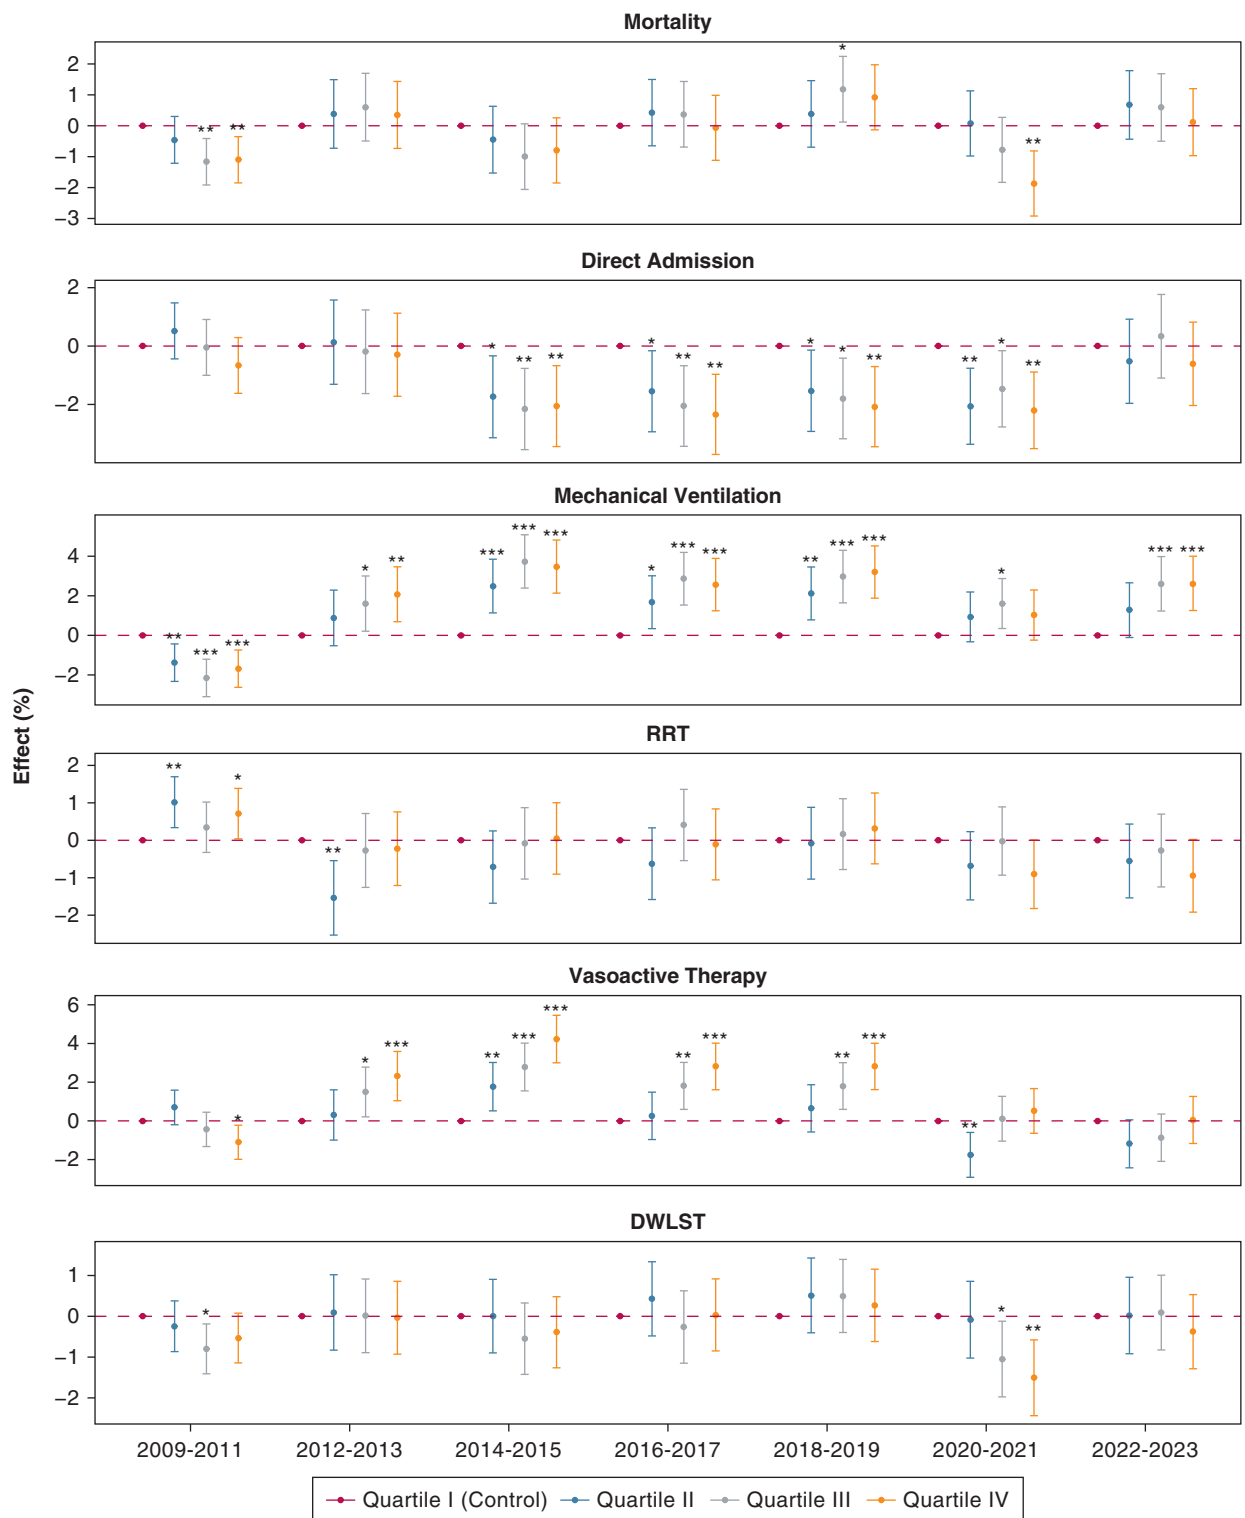 Mortality
2
1
0
−1
−2
−3
** **
*
**
Direct Admission
2
0
−2
* ** **
* ** **
* * **
** * **
Mechanical Ventilation
4
2
0
−2
** *** ***
* **
*** *** ***
* *** ***
** *** ***
*
*** ***
Effect (%)
RRT
2
1
0
−1
−2
** *
**
Vasoactive Therapy
6
4
2
0
−2
*
* ***
** *** ***
** ***
** ***
**
DWLST
1
0
−1
−2
*
* **
2009-2011 2012-2013 2014-2015 2016-2017 2018-2019 2020-2021 2022-2023
Quartile I (Control) Quartile II Quartile III Quartile IV